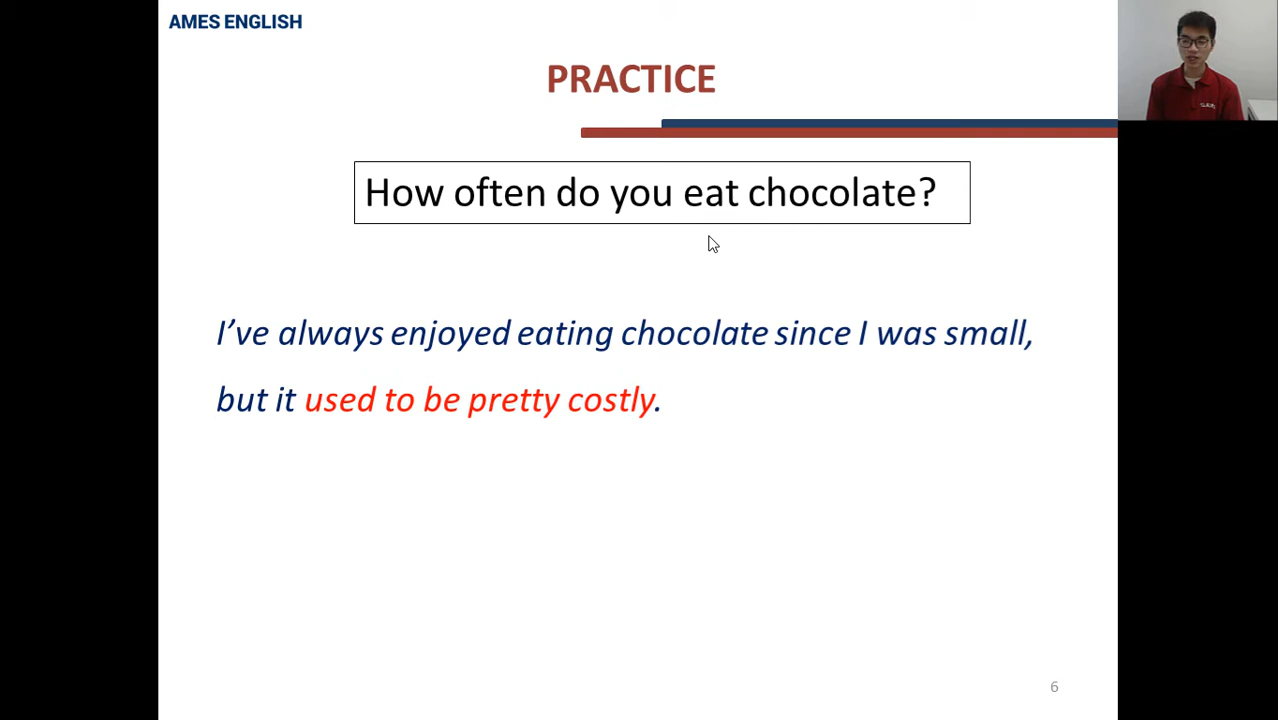 AMES ENGLISH
PRACTICE
How often do you eat chocolate?
I’ve always enjoyed eating chocolate since I was small,
but it used to be pretty costly.
6